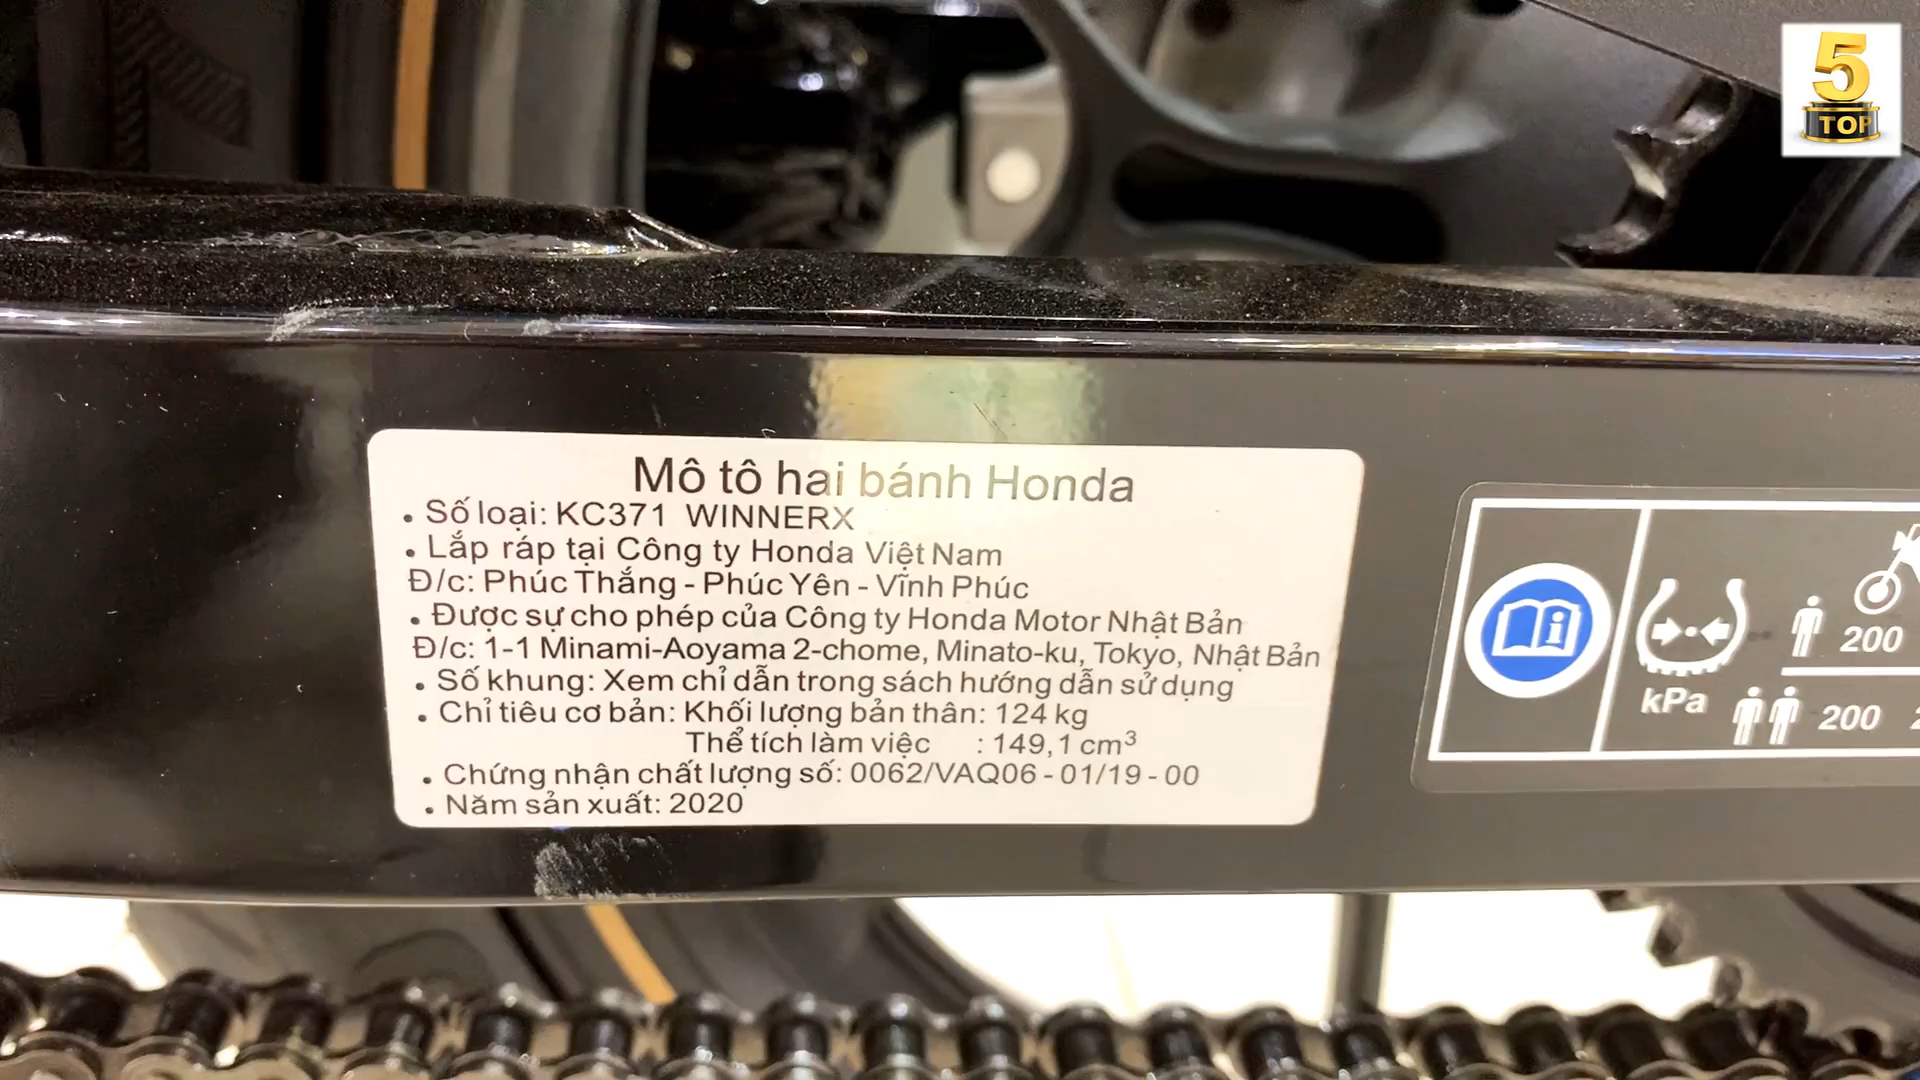 5
TOP
Mô tô hai bánh Honda
• Số loại: KC371 WINNERX
• Lắp ráp tại Công ty Honda Việt Nam
Đ/c: Phúc Thắng - Phúc Yên - Vĩnh Phúc
• Được sự cho phép của Công ty Honda Motor Nhật Bản
Đ/c: 1-1 Minami-Aoyama 2-chome, Minato-ku, Tokyo, Nhật Bản
• Số khung: Xem chỉ dẫn trong sách hướng dẫn sử dụng
• Chỉ tiêu cơ bản: Khối lượng bản thân: 124 kg
Thể tích làm việc : 149,1 cm³
• Chứng nhận chất lượng số: 0062/VAQ06 - 01/19 - 00
• Năm sản xuất: 2020
i
kPa
200
200